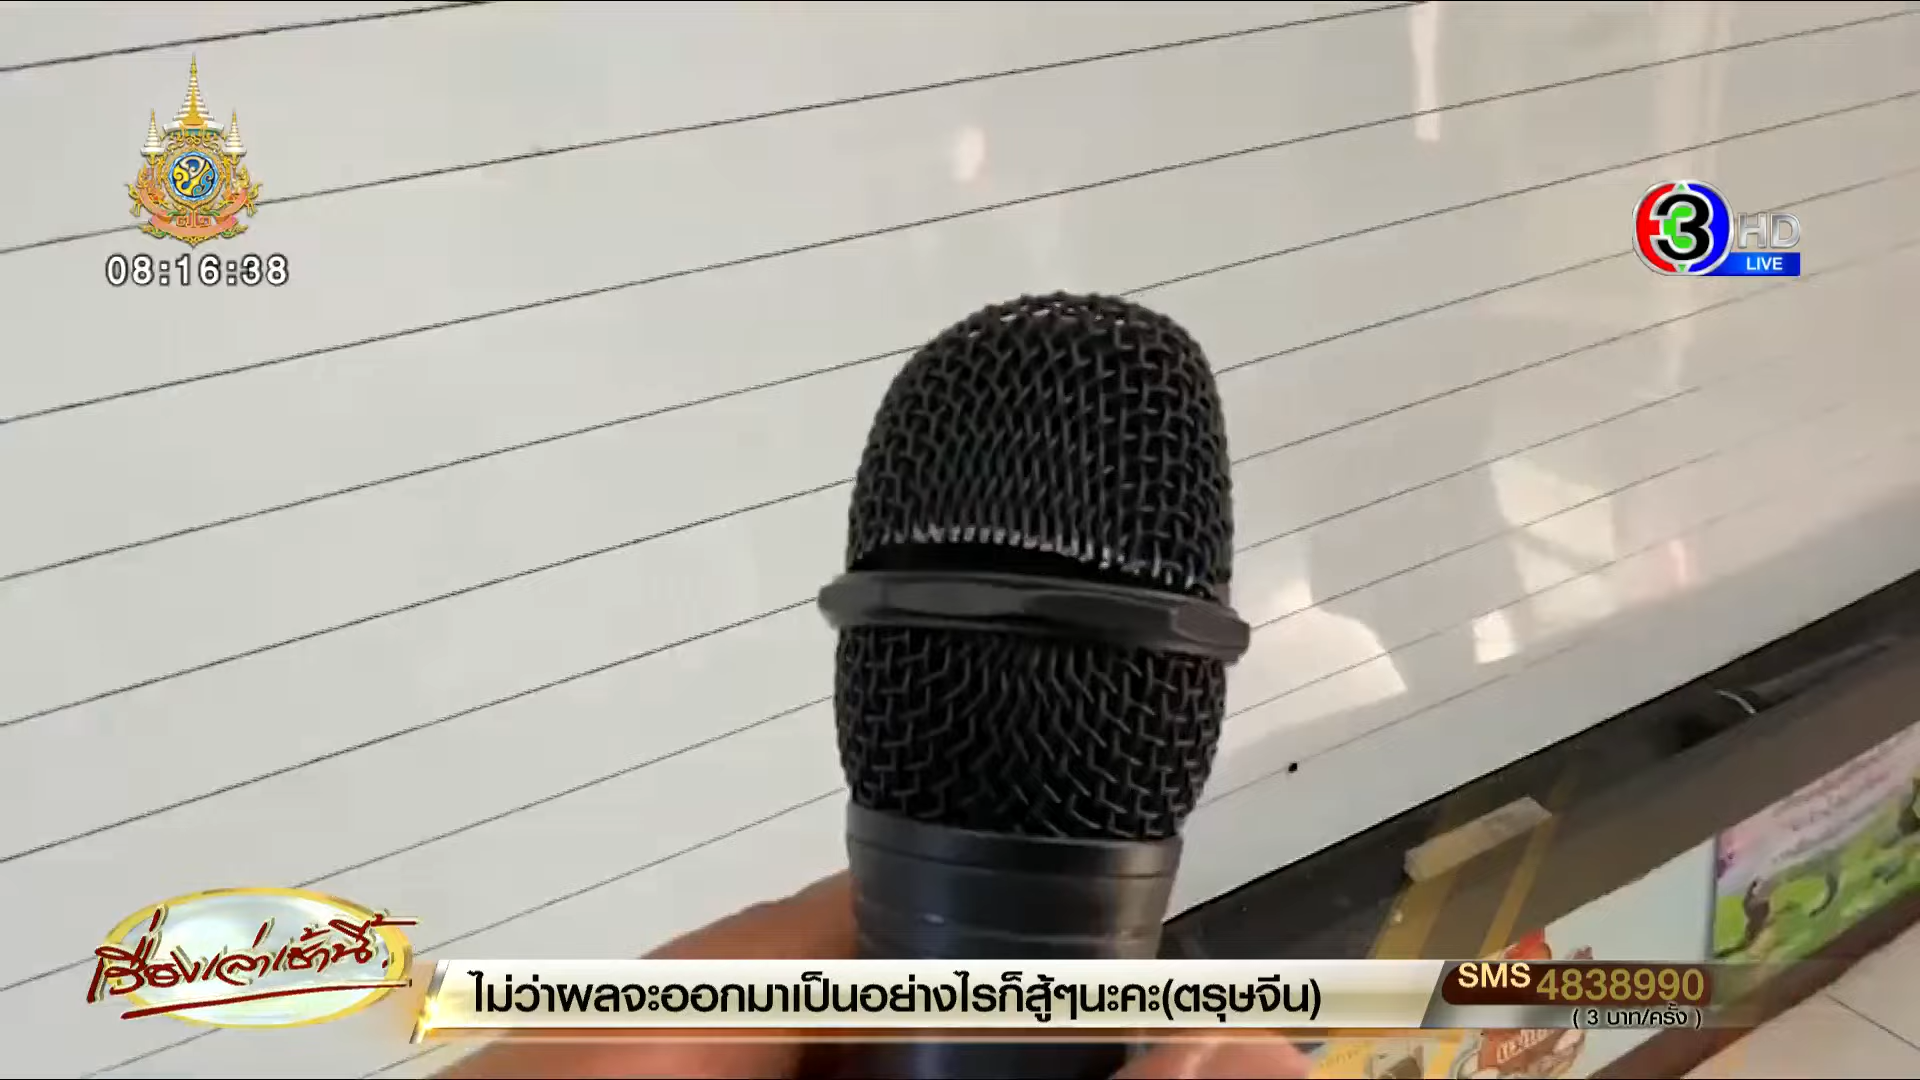 08:16:38
3 HD
LIVE
เรื่องเล่าเช้านี้
ไม่ว่าผลจะออกมาเป็นอย่างไรก็สู้ๆนะคะ(ตรุษจีน)
SMS 4838990
( 3 บาท/ครั้ง )